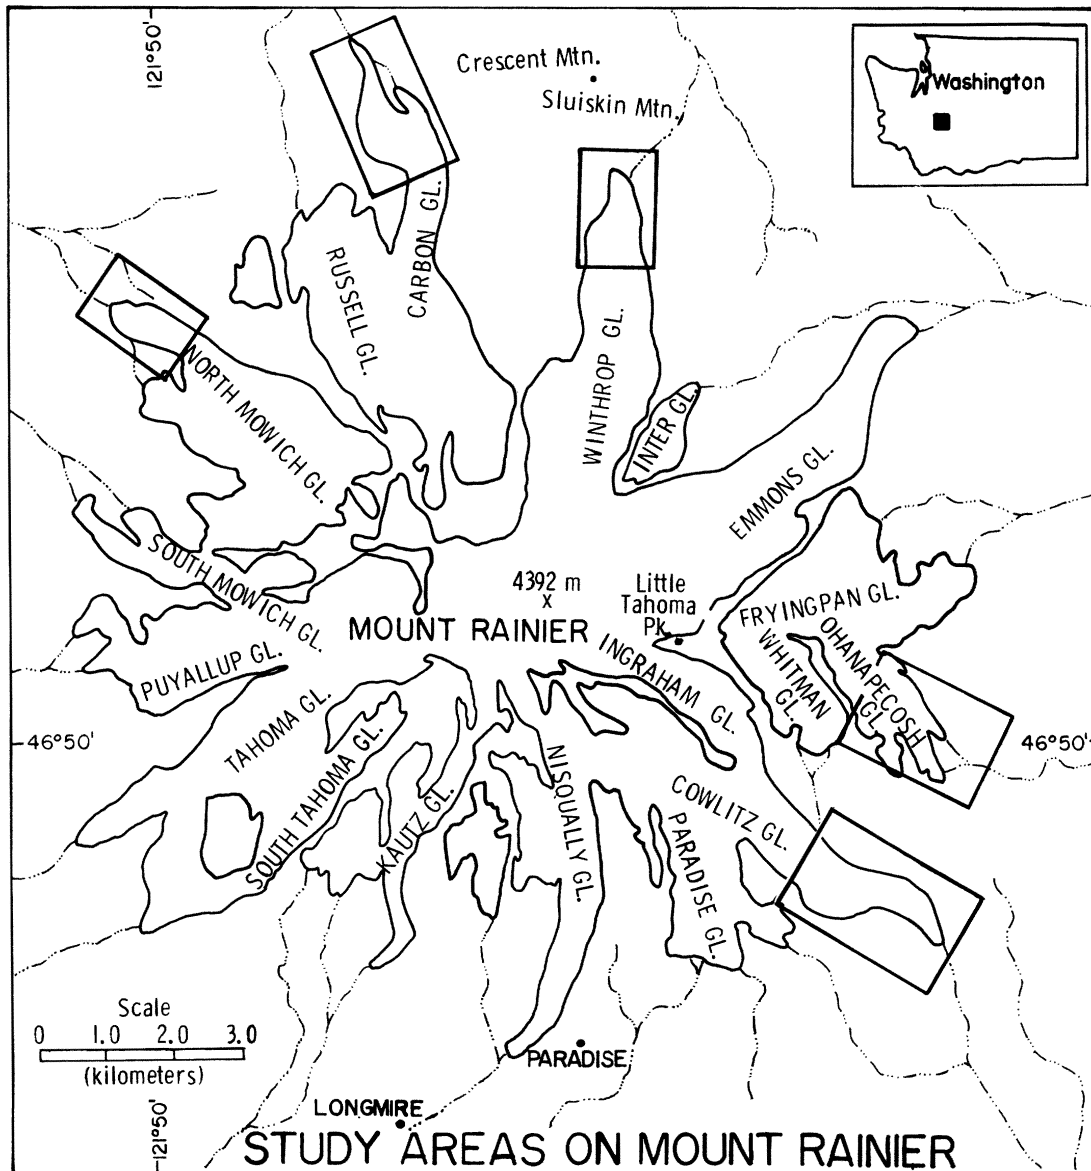 121°50'
Crescent Mtn.
Sluiskin Mtn.
Washington
CARBON GL.
RUSSELL GL.
WINTHROP GL.
NORTH MOWICH GL.
INTER GL.
EMMONS GL.
SOUTH MOWICH GL.
4392 m
x
Little
Tahoma
Pk.
FRYINGPAN GL.
OHANAPECOSH
GL.
WHITMAN
GL.
MOUNT RAINIER
INGRAHAM GL.
PUYALLUP GL.
TAHOMA GL.
46°50'
46°50'
SOUTH TAHOMA GL.
KAUTZ GL.
NISQUALLY GL.
COWLITZ GL.
PARADISE GL.
Scale
0 1.0 2.0 3.0
(kilometers)
PARADISE
LONGMIRE
121°50'
STUDY AREAS ON MOUNT RAINIER